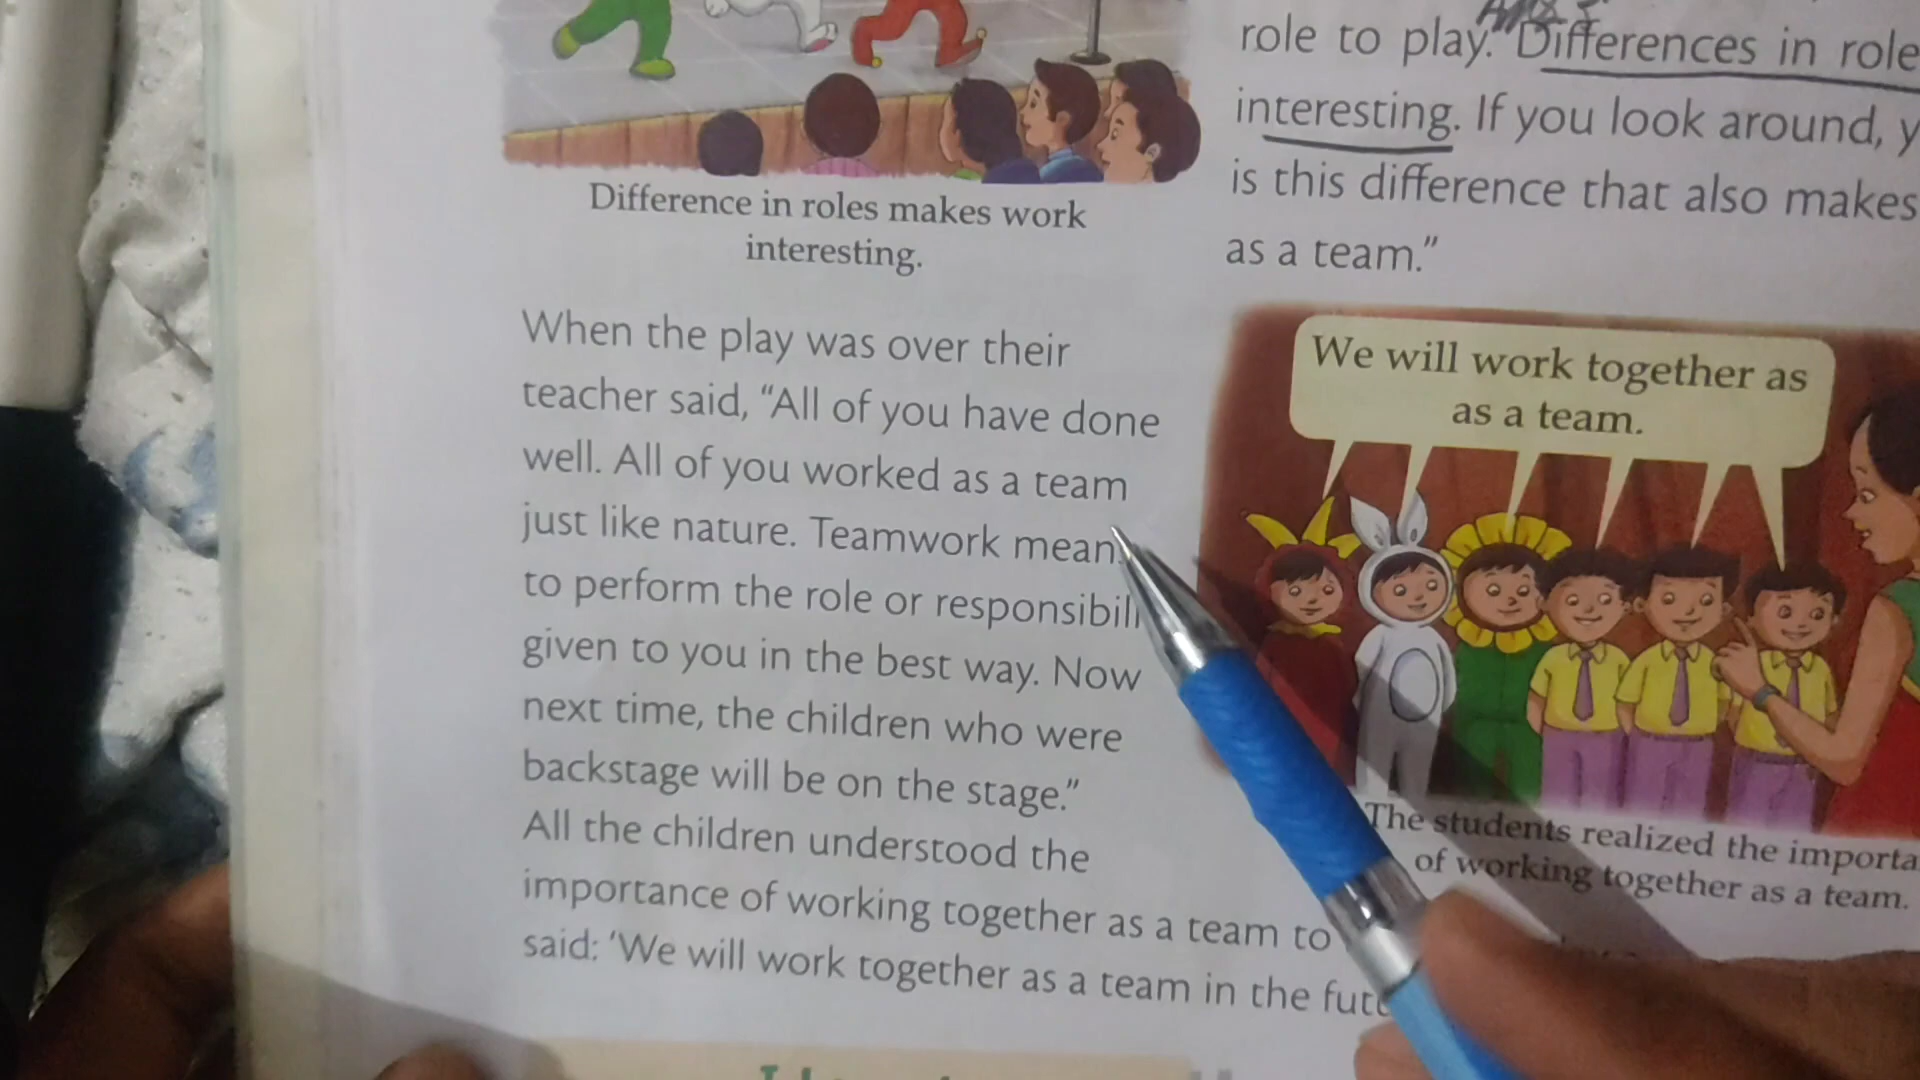 Difference in roles makes work
interesting.
When the play was over their
teacher said, “All of you have done
well. All of you worked as a team
just like nature. Teamwork mean
to perform the role or responsibili
given to you in the best way. Now
next time, the children who were
backstage will be on the stage.”
All the children understood the
importance of working together as a team to
said: ‘We will work together as a team in the futu
role to play.” Differences in role
interesting. If you look around, y
is this difference that also makes
as a team.”
We will work together as
as a team.
The students realized the importa
of working together as a team.